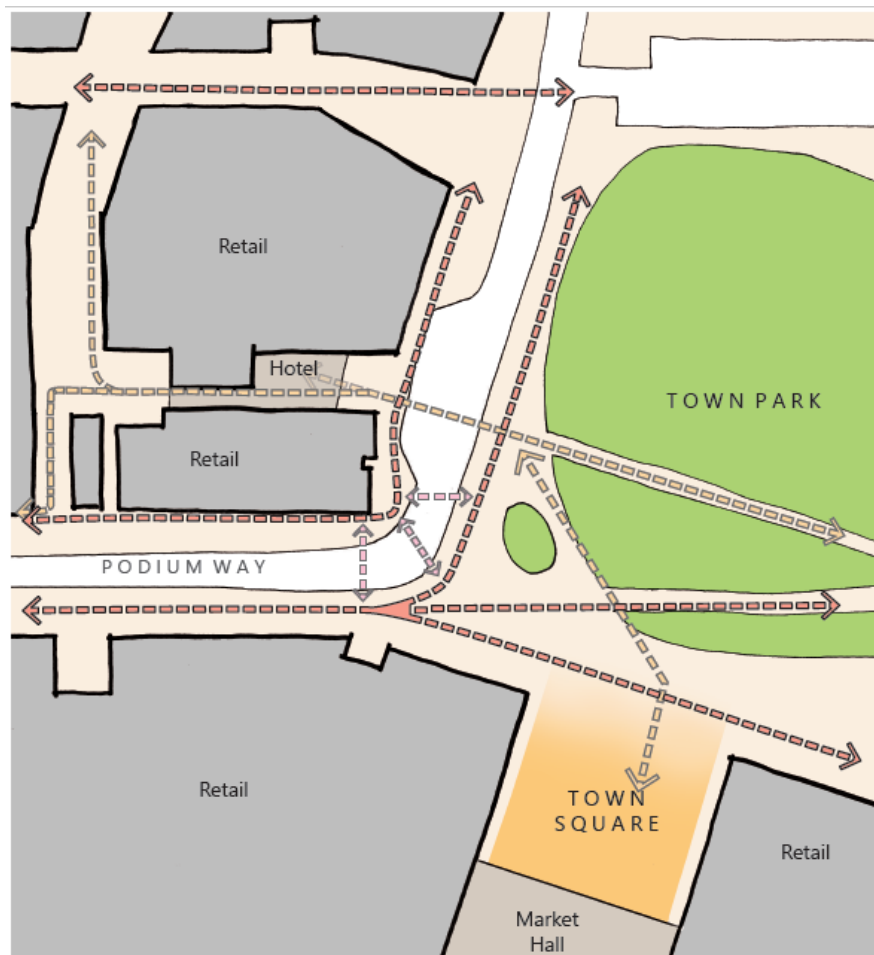 Retail
Hotel
TOWN PARK
Retail
PODIUM WAY
Retail
TOWN
SQUARE
Retail
Market
Hall